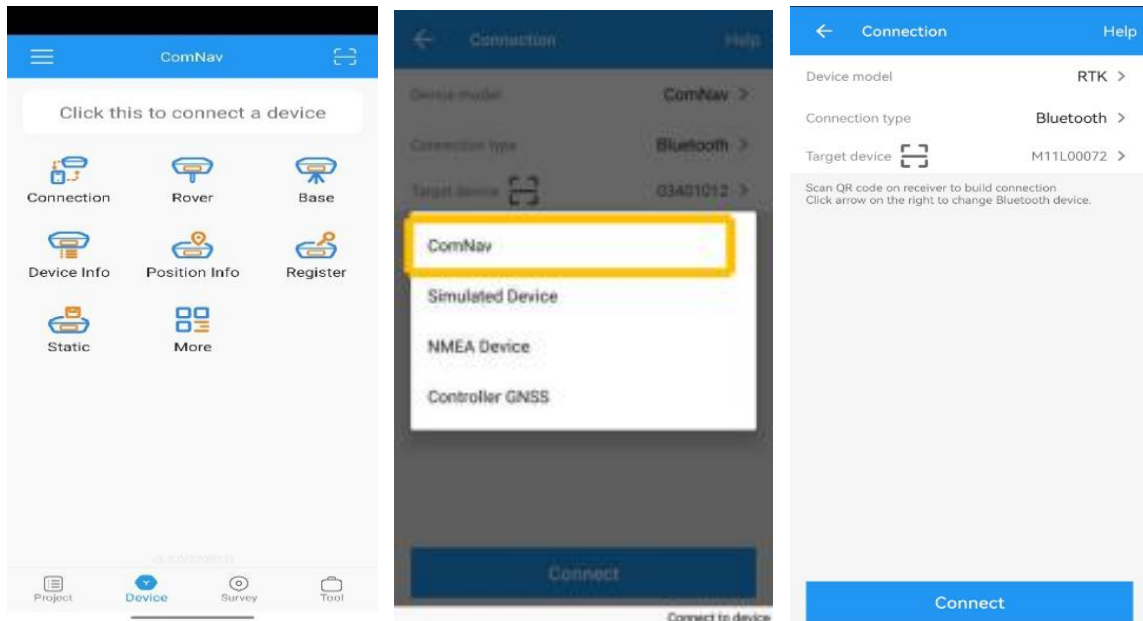 ComNav
Click this to connect a device
Connection
Rover
Base
Device Info
Position Info
Register
Static
More
Project
Device
Survey
Tool
Connection
Help
Device model
ComNav >
Connection type
Bluetooth >
Target device
03401012 >
ComNav
Simulated Device
NMEA Device
Controller GNSS
Connect
Connect to device
Connection
Help
Device model
RTK >
Connection type
Bluetooth >
Target device
M11L00072 >
Scan QR code on receiver to build connection
Click arrow on the right to change Bluetooth device.
Connect